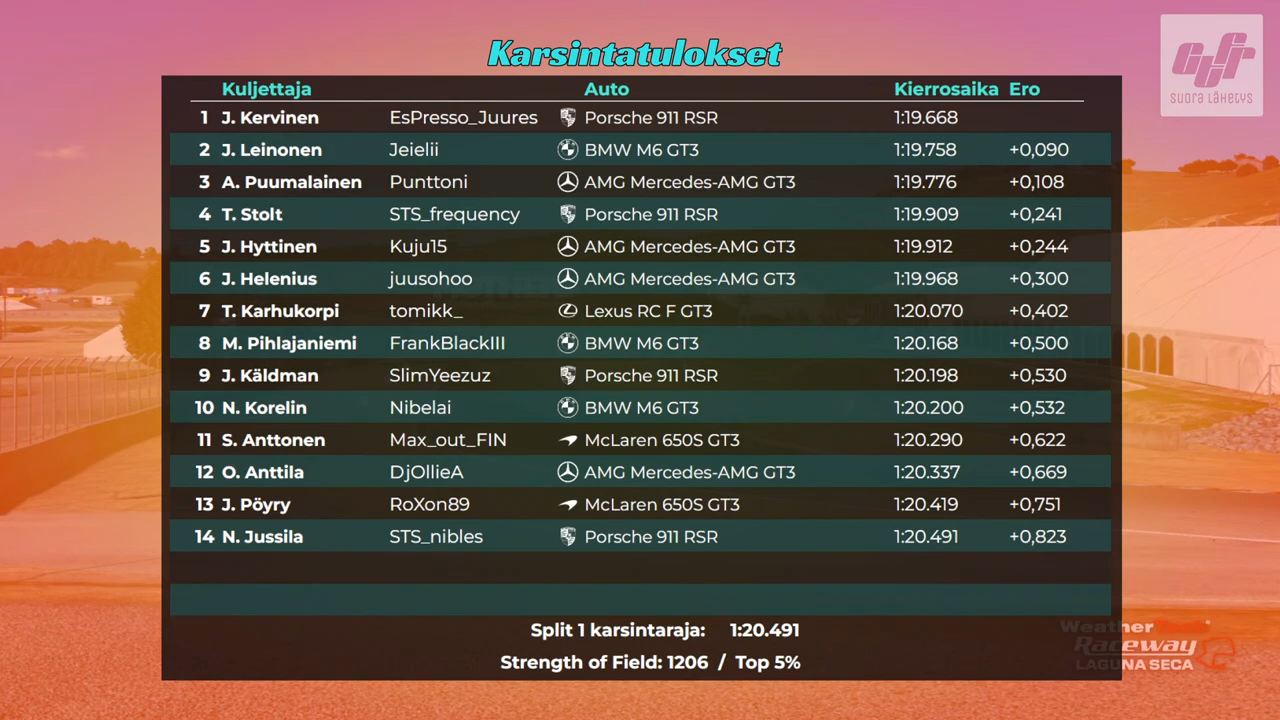 Karsintatulokset
SUORA LÄHETYS
Kuljettaja Auto Kierrosaika Ero
1 J. Kervinen EsPresso_Juures Porsche 911 RSR 1:19.668
2 J. Leinonen Jeielii BMW M6 GT3 1:19.758 +0,090
3 A. Puumalainen Punttoni AMG Mercedes-AMG GT3 1:19.776 +0,108
4 T. Stolt STS_frequency Porsche 911 RSR 1:19.909 +0,241
5 J. Hyttinen Kuju15 AMG Mercedes-AMG GT3 1:19.912 +0,244
6 J. Helenius juusohoo AMG Mercedes-AMG GT3 1:19.968 +0,300
7 T. Karhukorpi tomikk_ Lexus RC F GT3 1:20.070 +0,402
8 M. Pihlajaniemi FrankBlackIII BMW M6 GT3 1:20.168 +0,500
9 J. Käldman SlimYeezuz Porsche 911 RSR 1:20.198 +0,530
10 N. Korelin Nibelai BMW M6 GT3 1:20.200 +0,532
11 S. Anttonen Max_out_FIN McLaren 650S GT3 1:20.290 +0,622
12 O. Anttila DjOllieA AMG Mercedes-AMG GT3 1:20.337 +0,669
13 J. Pöyry RoXon89 McLaren 650S GT3 1:20.419 +0,751
14 N. Jussila STS_nibles Porsche 911 RSR 1:20.491 +0,823
Split 1 karsintaraja: 1:20.491
Strength of Field: 1206 / Top 5%
WeatherTech
Raceway
LAGUNA SECA